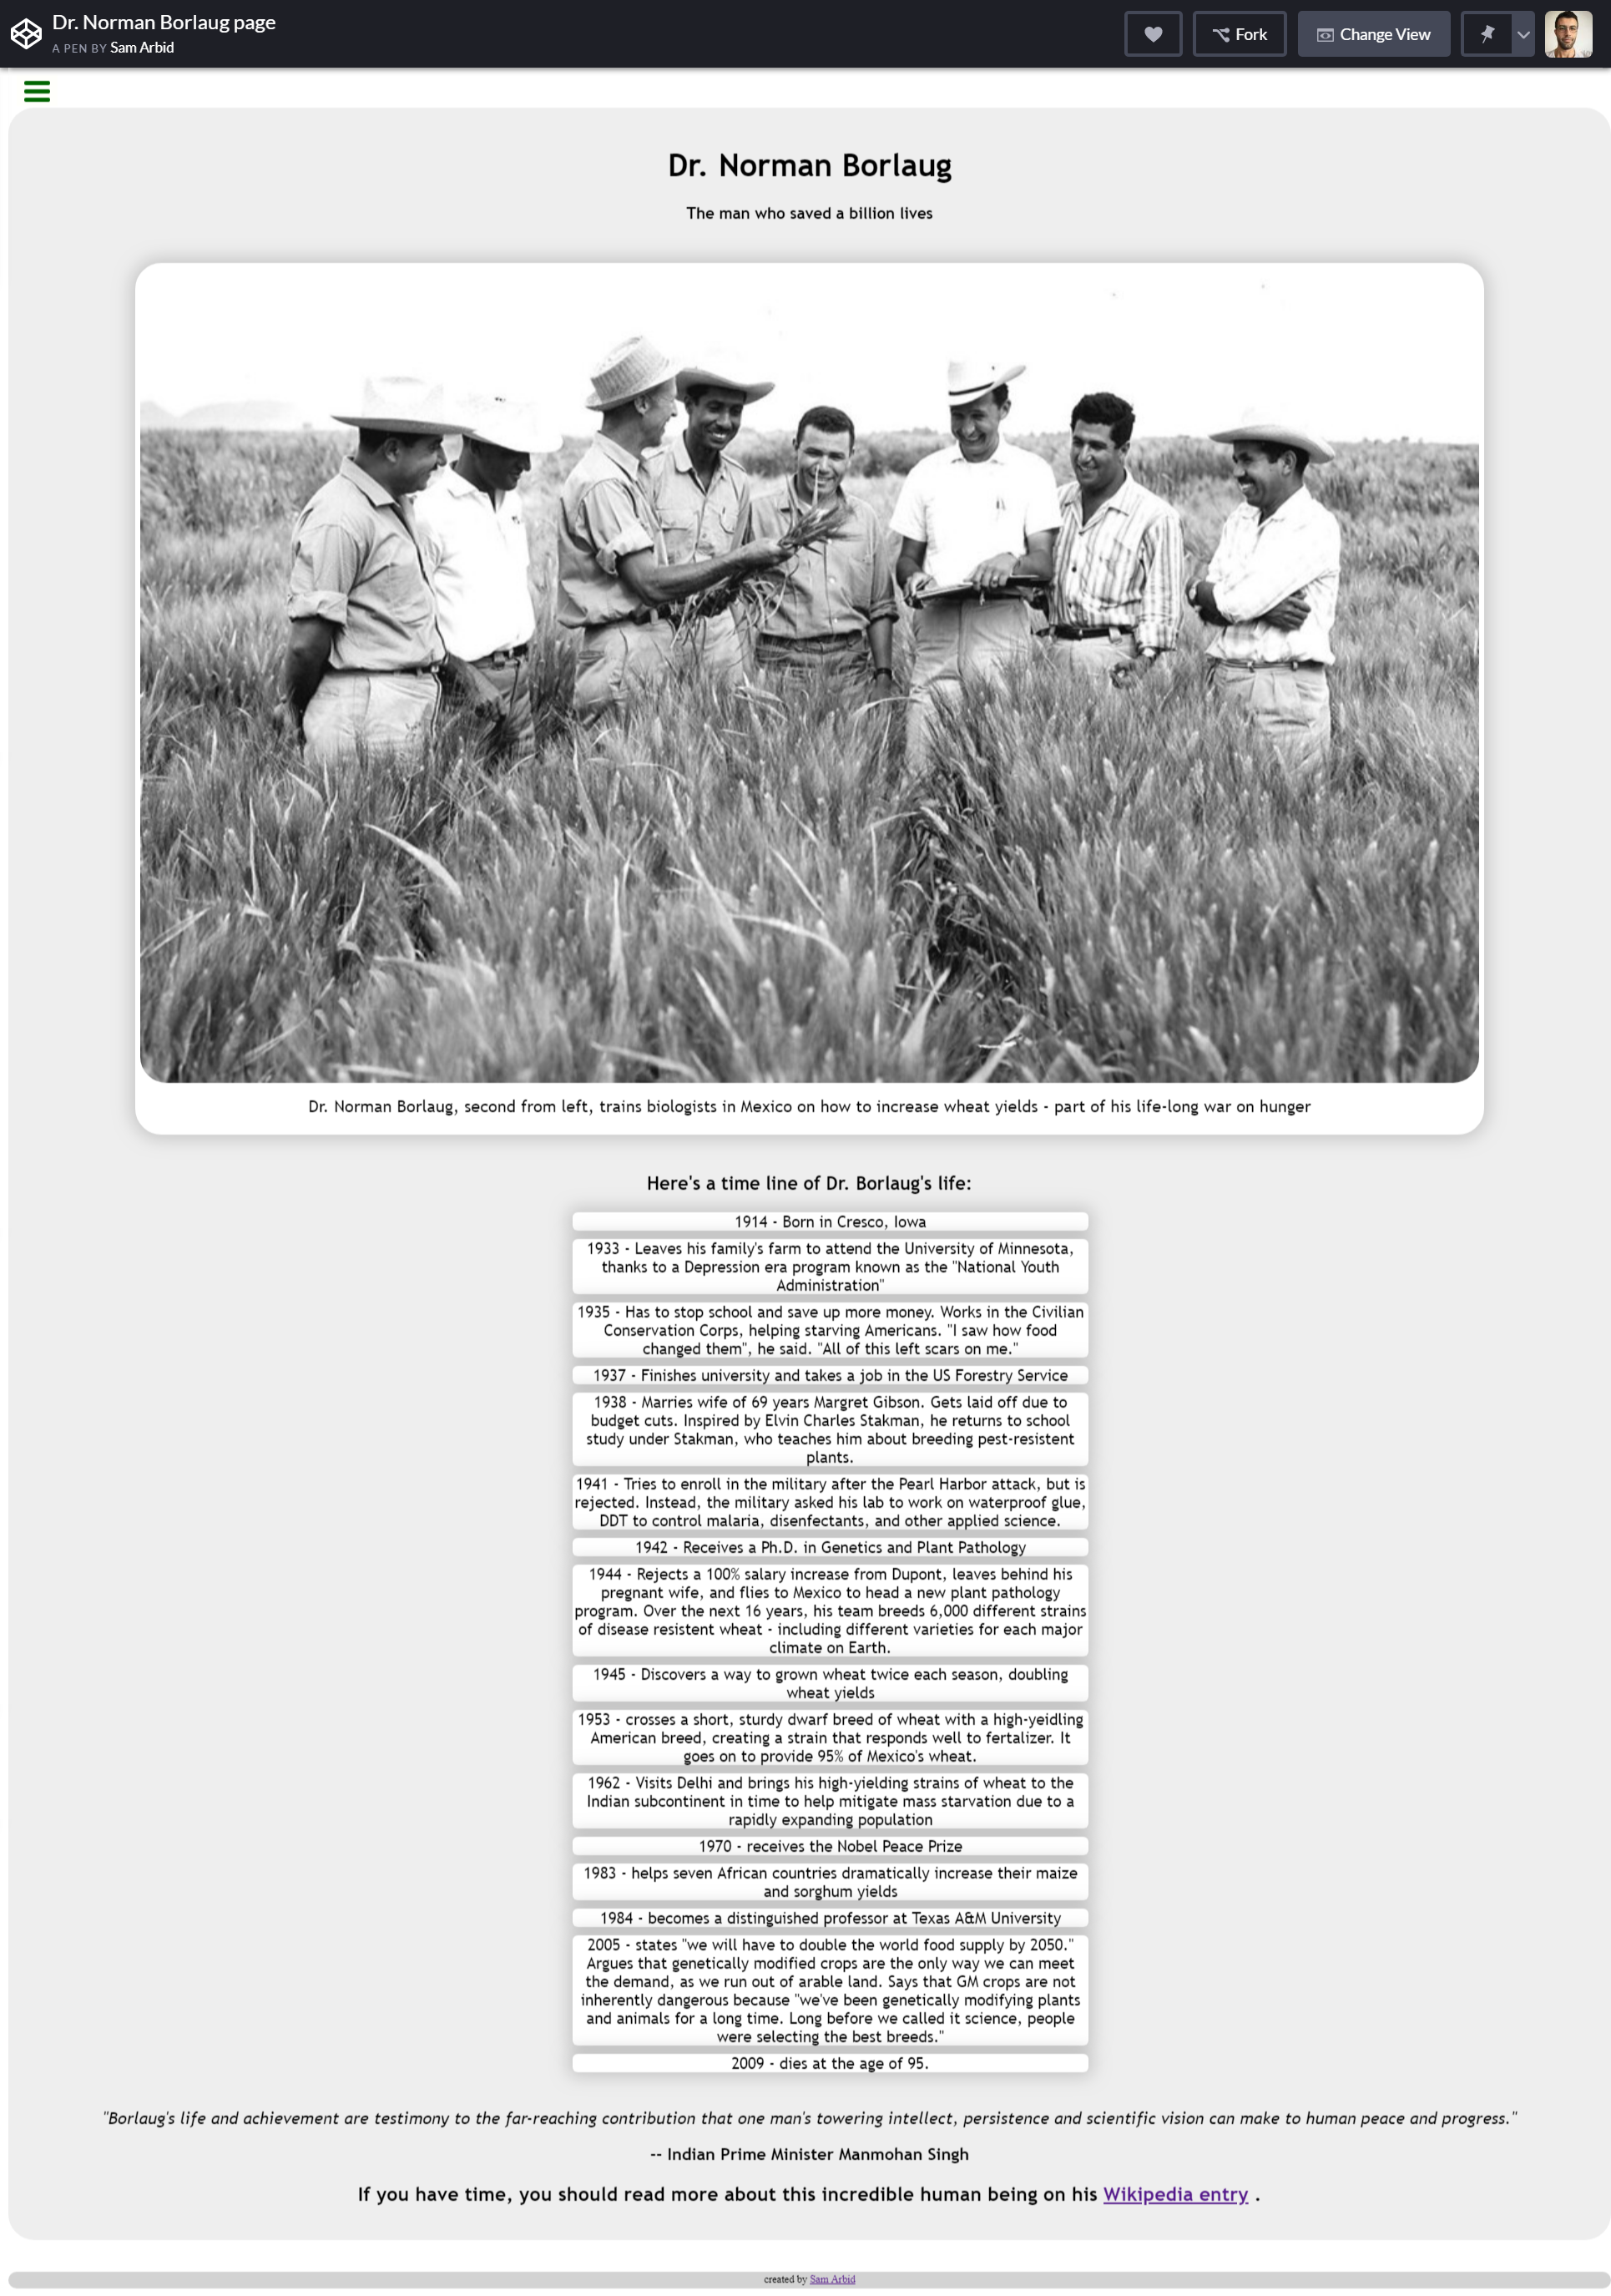 Dr. Norman Borlaug page
A PEN BY Sam Arbid
Fork
Change View
Dr. Norman Borlaug
The man who saved a billion lives
Dr. Norman Borlaug, second from left, trains biologists in Mexico on how to increase wheat yields - part of his life-long war on hunger
Here's a time line of Dr. Borlaug's life:
1914 - Born in Cresco, Iowa
1933 - Leaves his family's farm to attend the University of Minnesota,
thanks to a Depression era program known as the "National Youth
Administration"
1935 - Has to stop school and save up more money. Works in the Civilian
Conservation Corps, helping starving Americans. "I saw how food
changed them", he said. "All of this left scars on me."
1937 - Finishes university and takes a job in the US Forestry Service
1938 - Marries wife of 69 years Margret Gibson. Gets laid off due to
budget cuts. Inspired by Elvin Charles Stakman, he returns to school
study under Stakman, who teaches him about breeding pest-resistent
plants.
1941 - Tries to enroll in the military after the Pearl Harbor attack, but is
rejected. Instead, the military asked his lab to work on waterproof glue,
DDT to control malaria, disenfectants, and other applied science.
1942 - Receives a Ph.D. in Genetics and Plant Pathology
1944 - Rejects a 100% salary increase from Dupont, leaves behind his
pregnant wife, and flies to Mexico to head a new plant pathology
program. Over the next 16 years, his team breeds 6,000 different strains
of disease resistent wheat - including different varieties for each major
climate on Earth.
1945 - Discovers a way to grown wheat twice each season, doubling
wheat yields
1953 - crosses a short, sturdy dwarf breed of wheat with a high-yeidling
American breed, creating a strain that responds well to fertalizer. It
goes on to provide 95% of Mexico's wheat.
1962 - Visits Delhi and brings his high-yielding strains of wheat to the
Indian subcontinent in time to help mitigate mass starvation due to a
rapidly expanding population
1970 - receives the Nobel Peace Prize
1983 - helps seven African countries dramatically increase their maize
and sorghum yields
1984 - becomes a distinguished professor at Texas A&M University
2005 - states "we will have to double the world food supply by 2050."
Argues that genetically modified crops are the only way we can meet
the demand, as we run out of arable land. Says that GM crops are not
inherently dangerous because "we've been genetically modifying plants
and animals for a long time. Long before we called it science, people
were selecting the best breeds."
2009 - dies at the age of 95.
"Borlaug's life and achievement are testimony to the far-reaching contribution that one man's towering intellect, persistence and scientific vision can make to human peace and progress."
-- Indian Prime Minister Manmohan Singh
If you have time, you should read more about this incredible human being on his Wikipedia entry .
created by Sam Arbid